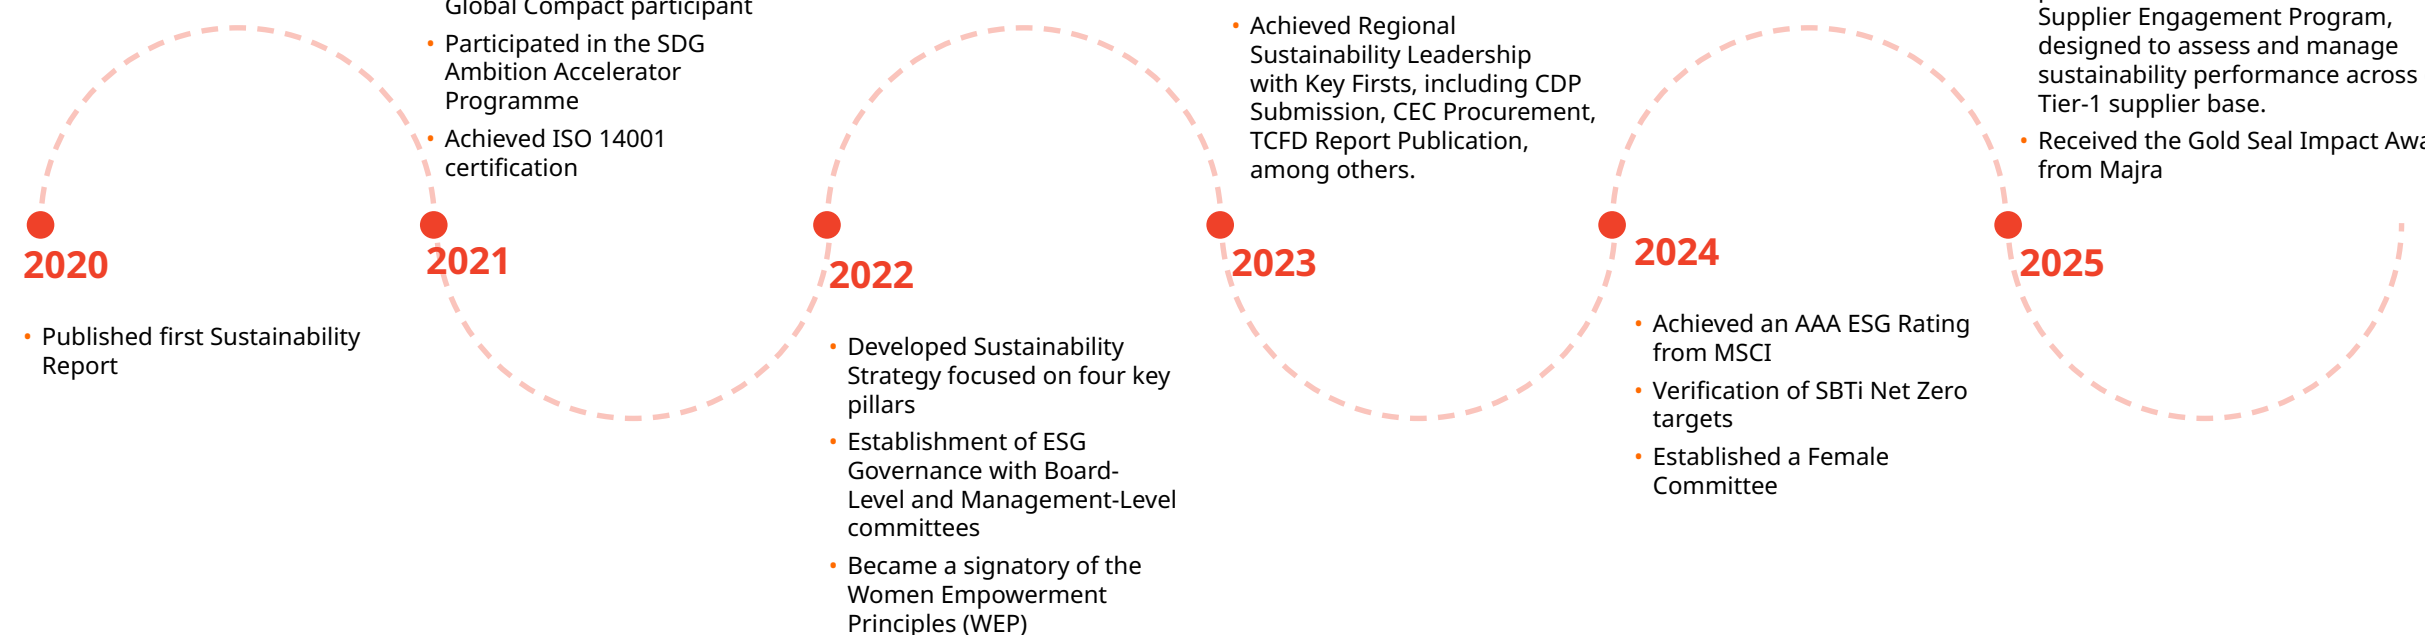 2020
• Published first Sustainability
Report
Global Compact participant
• Participated in the SDG
Ambition Accelerator
Programme
• Achieved ISO 14001
certification
2021
2022
• Developed Sustainability
Strategy focused on four key
pillars
• Establishment of ESG
Governance with Board-
Level and Management-Level
committees
• Became a signatory of the
Women Empowerment
Principles (WEP)
• Achieved Regional
Sustainability Leadership
with Key Firsts, including CDP
Submission, CEC Procurement,
TCFD Report Publication,
among others.
2023
2024
• Achieved an AAA ESG Rating
from MSCI
• Verification of SBTi Net Zero
targets
• Established a Female
Committee
Supplier Engagement Program,
designed to assess and manage
sustainability performance across
Tier-1 supplier base.
• Received the Gold Seal Impact
from Majra
2025